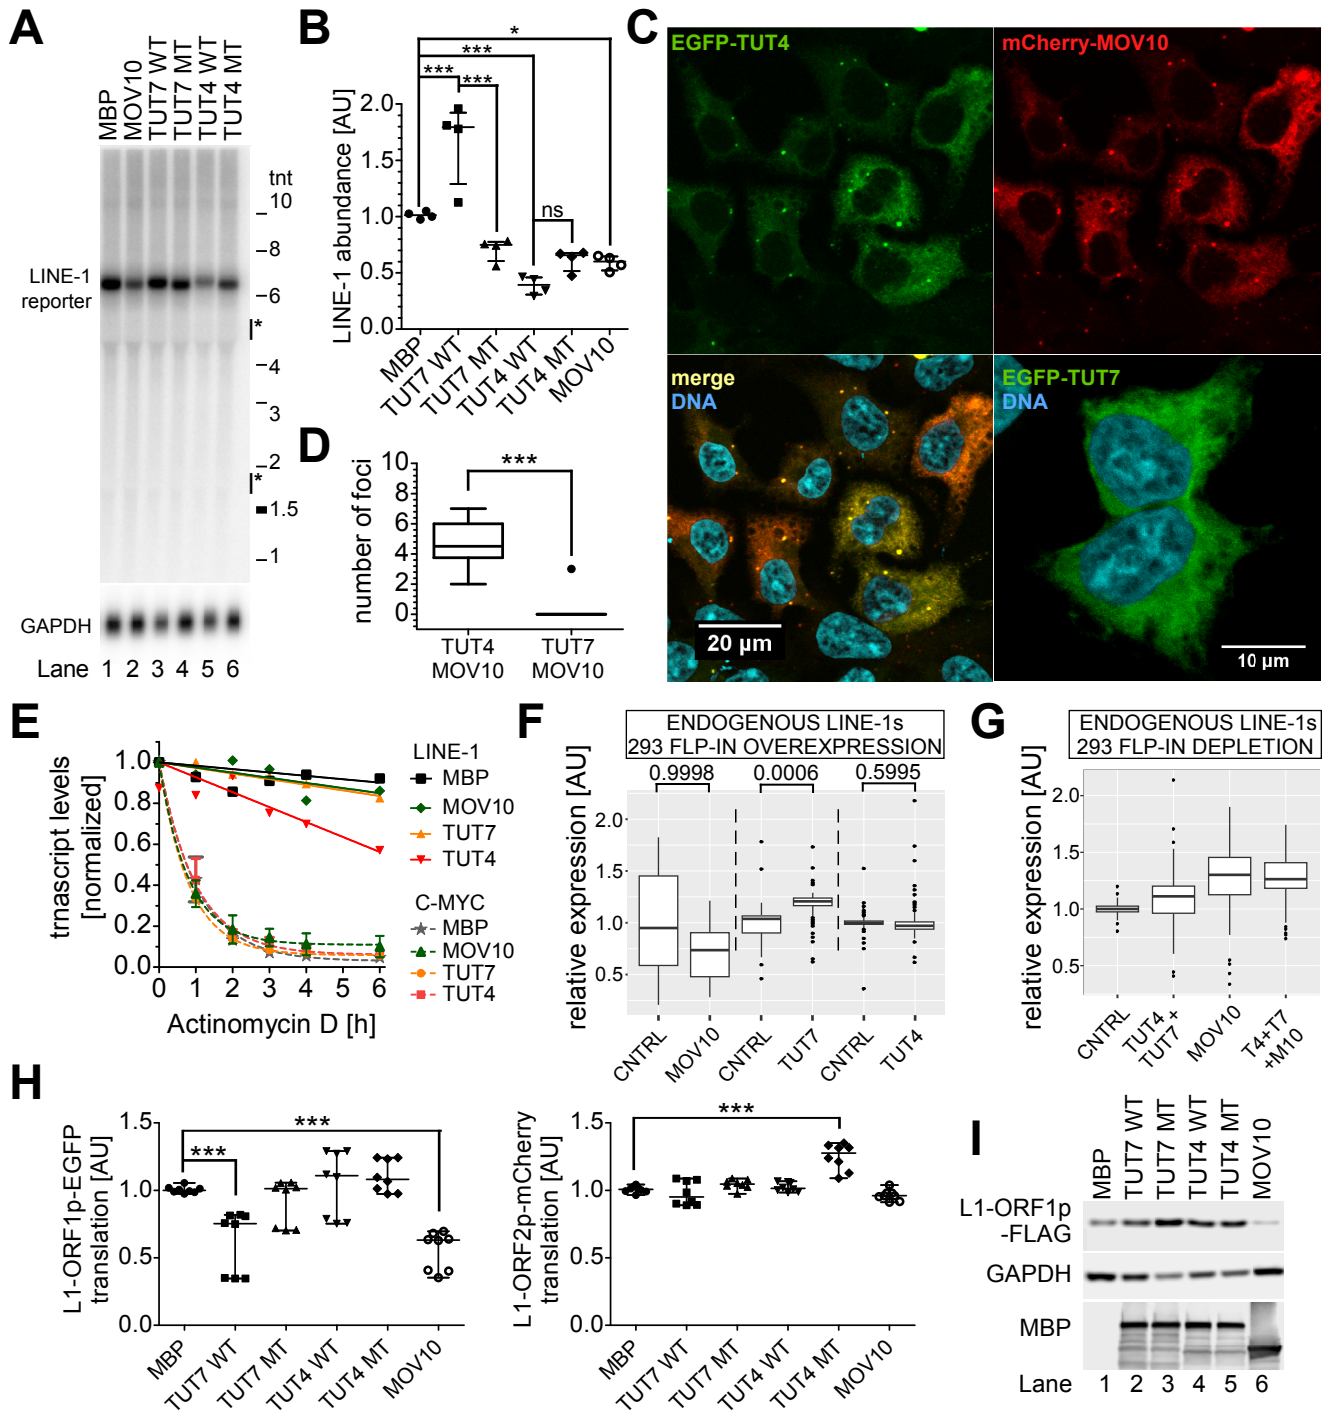 A
MBP
MOV10
TUT7 WT
TUT7 MT
TUT4 WT
TUT4 MT
tnt
10
8
LINE-1
reporter
6
*
4
3
2
*
1.5
1
GAPDH
Lane 1 2 3 4 5 6
B
*
***
*** ***
ns
LINE-1 abundance [AU]
2.0
1.5
1.0
0.5
0.0
MBP
TUT7 WT
TUT7 MT
TUT4 WT
TUT4 MT
MOV10
C
EGFP-TUT4
mCherry-MOV10
merge
DNA
20 µm
EGFP-TUT7
DNA
10 µm
D
***
number of foci
10
8
6
4
2
0
TUT4
MOV10
TUT7
MOV10
E
trnascript levels
[normalized]
1.0
0.8
0.6
0.4
0.2
0.0
0 1 2 3 4 5 6
Actinomycin D [h]
LINE-1
MBP
MOV10
TUT7
TUT4
C-MYC
MBP
MOV10
TUT7
TUT4
F
ENDOGENOUS LINE-1s
293 FLP-IN OVEREXPRESSION
0.9998 0.0006 0.5995
relative expression [AU]
2.0
1.5
1.0
0.5
CNTRL
MOV10
CNTRL
TUT7
CNTRL
TUT4
G
ENDOGENOUS LINE-1s
293 FLP-IN DEPLETION
relative expression [AU]
2.0
1.5
1.0
0.5
CNTRL
TUT4 +
TUT7
MOV10
T4+T7
+M10
H
L1-ORF1p-EGFP
translation [AU]
1.5
1.0
0.5
0.0
***
***
MBP
TUT7 WT
TUT7 MT
TUT4 WT
TUT4 MT
MOV10
L1-ORF2p-mCherry
translation [AU]
1.5
1.0
0.5
0.0
***
MBP
TUT7 WT
TUT7 MT
TUT4 WT
TUT4 MT
MOV10
I
MBP
TUT7 WT
TUT7 MT
TUT4 WT
TUT4 MT
MOV10
L1-ORF1p
-FLAG
GAPDH
MBP
Lane 1 2 3 4 5 6